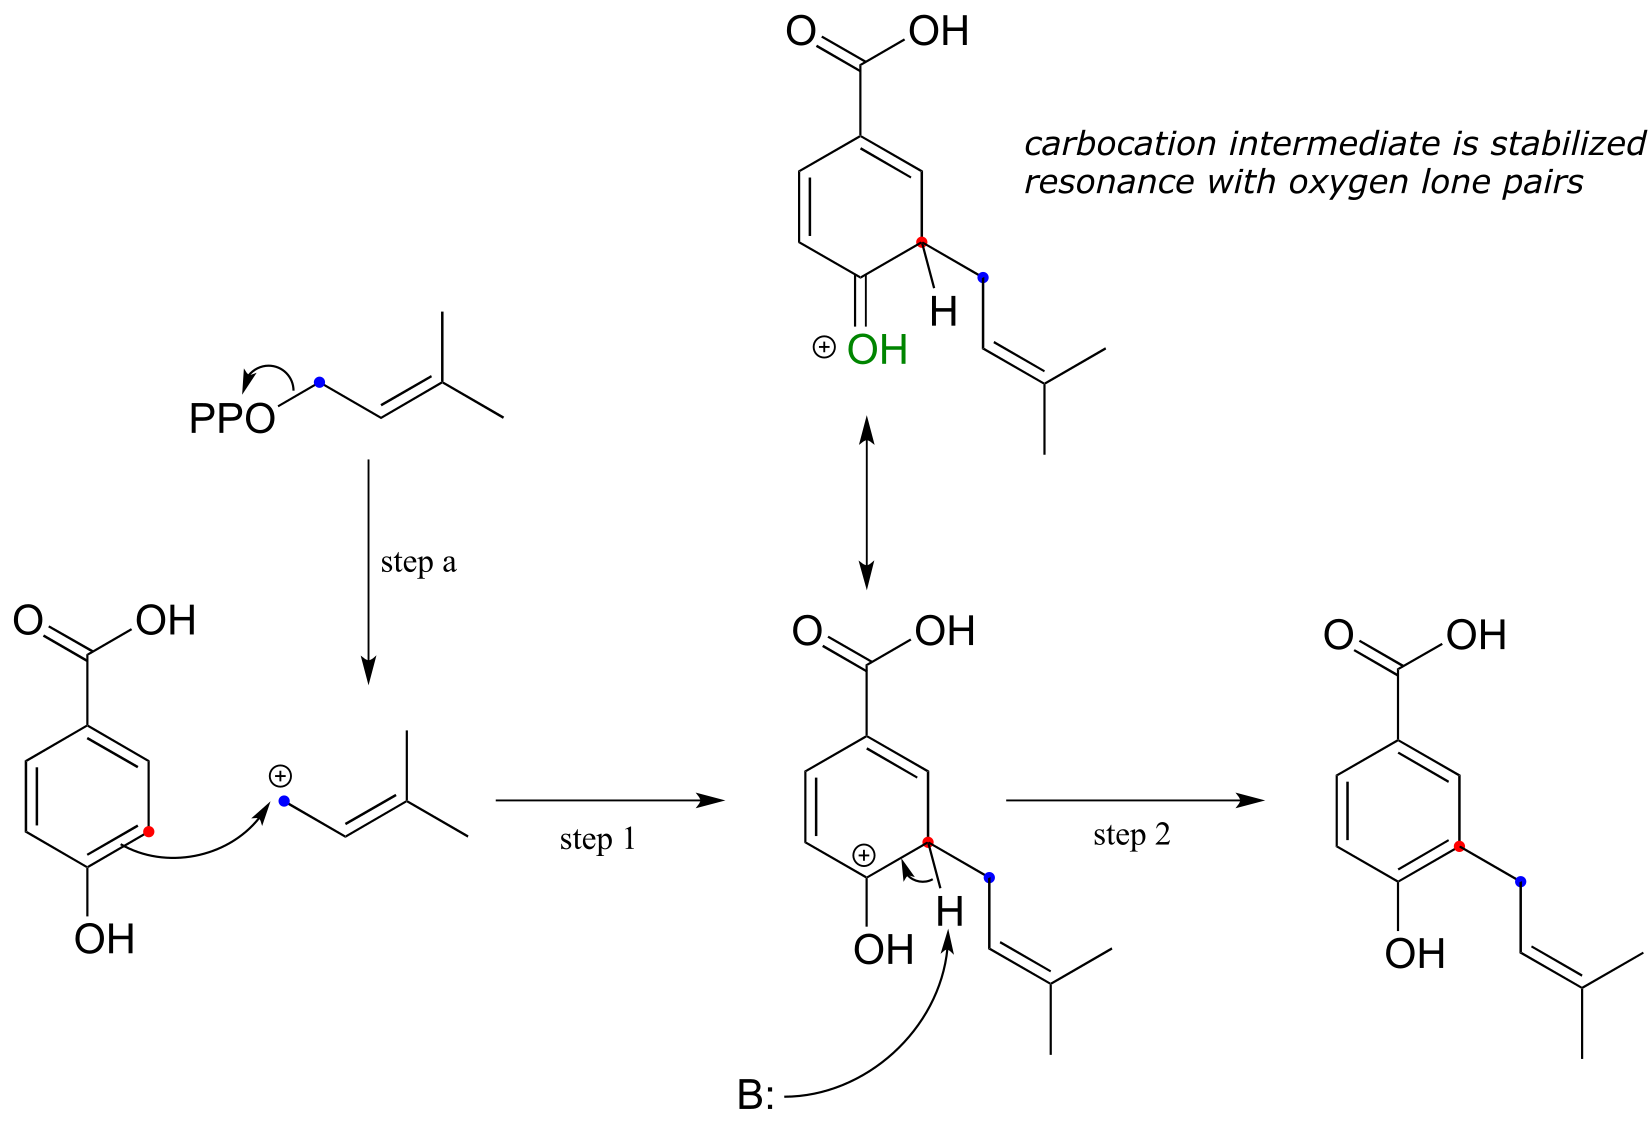 O OH
carbocation intermediate is stabilized
resonance with oxygen lone pairs
H
⊕ OH
PPO
step a
O OH
O OH
O OH
⊕
step 1
step 2
⊕
H
OH
OH
OH
B: